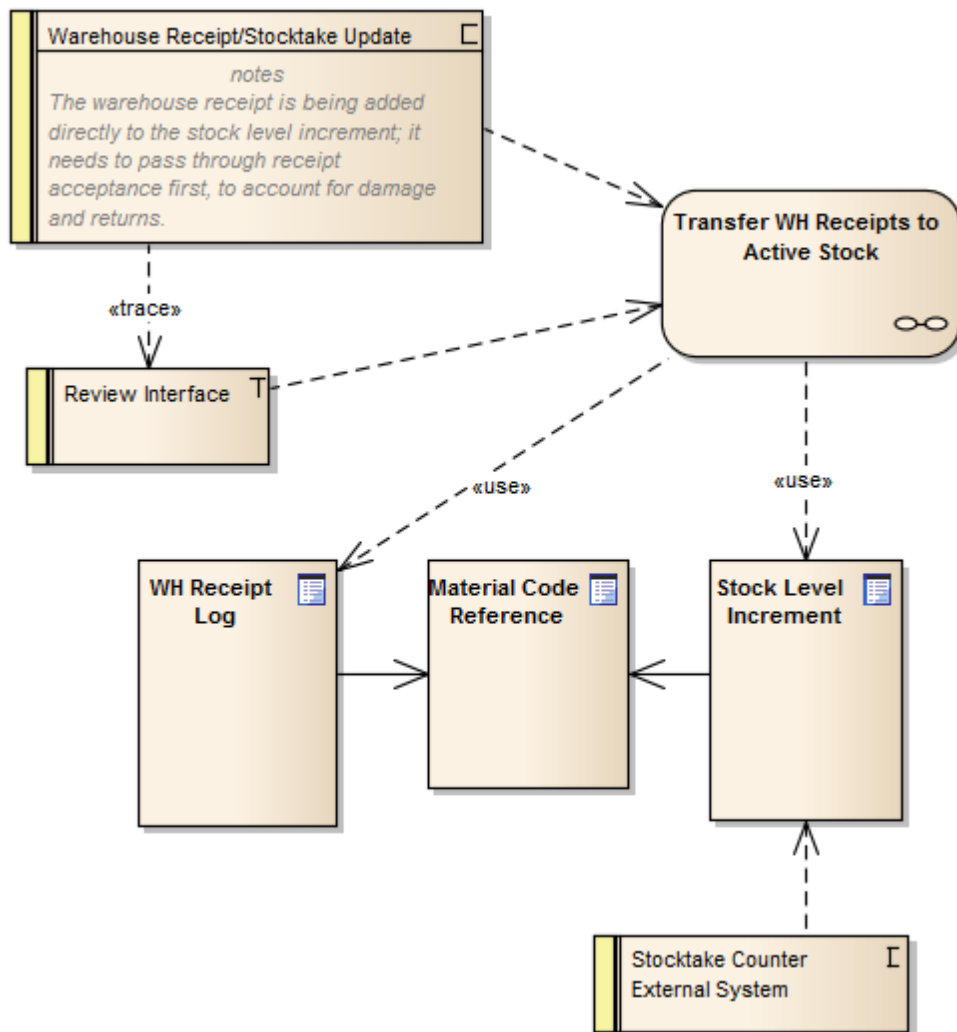 Warehouse Receipt/Stocktake Update
notes
The warehouse receipt is being added
directly to the stock level increment; it
needs to pass through receipt
acceptance first, to account for damage
and returns.
Transfer WH Receipts to
Active Stock
«trace»
Review Interface
«use»
«use»
WH Receipt
Log
Material Code
Reference
Stock Level
Increment
Stocktake Counter
External System